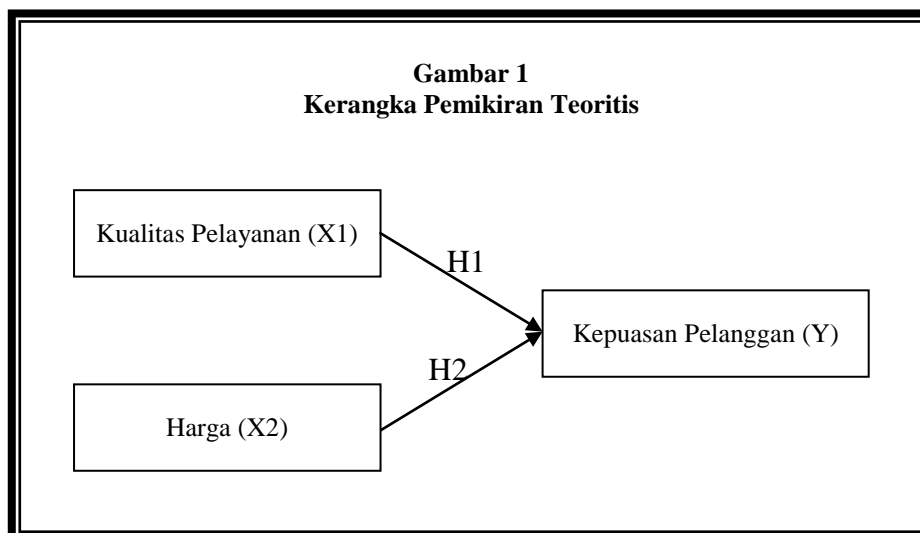 Gambar 1
Kerangka Pemikiran Teoritis
Kualitas Pelayanan (X1)
H1
Kepuasan Pelanggan (Y)
H2
Harga (X2)